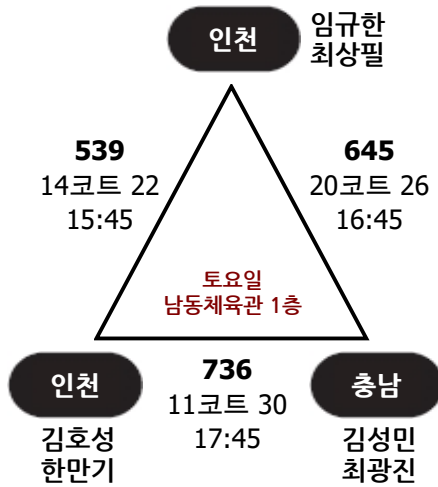 인천
임규한
최상필
539
14코트 22
15:45
645
20코트 26
16:45
토요일
남동체육관 1층
인천
김호성
한만기
736
11코트 30
17:45
충남
김성민
최광진